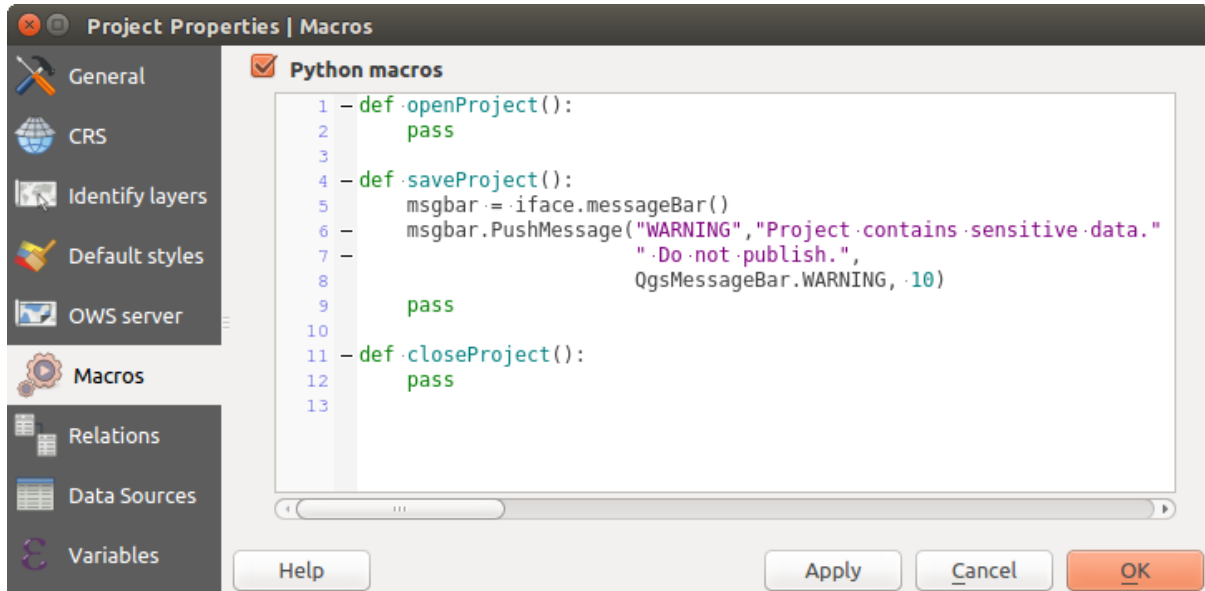 Project Properties | Macros
General
CRS
Identify layers
Default styles
OWS server
Macros
Relations
Data Sources
Variables
Python macros
1 def openProject():
2 pass
3
4 def saveProject():
5 msgbar = iface.messageBar()
6 msgbar.PushMessage("WARNING","Project contains sensitive data."
7 " Do not publish.",
8 QgsMessageBar.WARNING, 10)
9 pass
10
11 def closeProject():
12 pass
13
Help
Apply
Cancel
OK